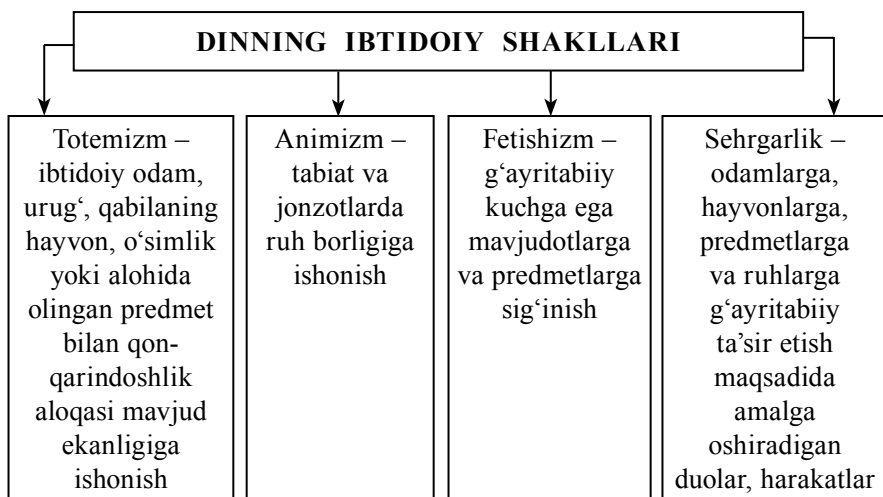 DINNING IBTIDOIY SHAKLLARI
Totemizm –
ibtidoiy odam,
urug‘, qabilaning
hayvon, o‘simlik
yoki alohida
olingan predmet
bilan qon-
qarindoshlik
aloqasi mavjud
ekanligiga
ishonish
Animizm –
tabiat va
jonzotlarda
ruh borligiga
ishonish
Fetishizm –
g‘ayritabiiy
kuchga ega
mavjudotlarga
va predmetlarga
sig‘inish
Sehrgarlik –
odamlarga,
hayvonlarga,
predmetlarga
va ruhlarga
g‘ayritabiiy
ta’sir etish
maqsadida
amalga
oshiradigan
duolar, harakatlar